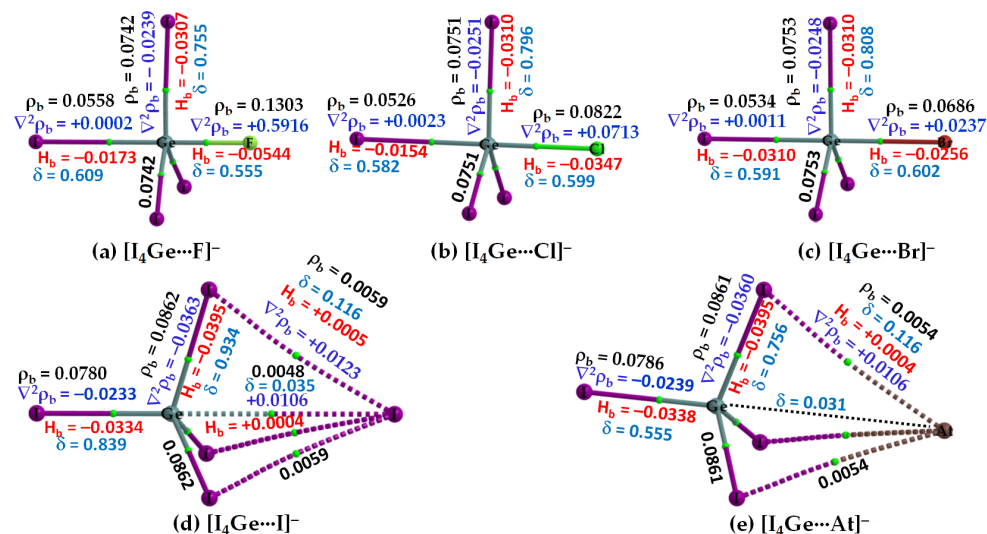 ρb = 0.0742
∇²ρb = −0.0239
Hb = −0.0307
δ = 0.755
ρb = 0.0558
∇²ρb = +0.0002
Hb = −0.0173
δ = 0.609
ρb = 0.1303
+0.5916
Hb = −0.0544
δ = 0.555
0.0742
I
I
Ge
F
I
I
(a) [I₄Ge···F]⁻
ρb = 0.0751
∇²ρb = −0.0251
Hb = −0.0310
δ = 0.796
ρb = 0.0526
∇²ρb = +0.0023
Hb = −0.0154
δ = 0.582
0.0822
∇²ρb = +0.0713
Hb = −0.0347
δ = 0.599
0.0751
I
I
Ge
Cl
I
I
(b) [I₄Ge···Cl]⁻
ρb = 0.0753
∇²ρb = −0.0248
Hb = −0.0310
δ = 0.808
ρb = 0.0534
∇²ρb = +0.0011
Hb = −0.0310
δ = 0.591
ρb = 0.0686
∇²ρb = +0.0237
Hb = −0.0256
δ = 0.602
0.0753
I
I
Ge
Br
I
I
(c) [I₄Ge···Br]⁻
ρb = 0.0862
∇²ρb = −0.0363
Hb = −0.0395
δ = 0.934
ρb = 0.0059
δ = 0.116
Hb = +0.0005
∇²ρb = +0.0123
ρb = 0.0780
∇²ρb = −0.0233
Hb = −0.0334
δ = 0.839
0.0048
δ = 0.035
+0.0106
Hb = +0.0004
0.0862
0.0059
I
I
Ge
I
I
I
(d) [I₄Ge···I]⁻
ρb = 0.0861
∇²ρb = −0.0360
Hb = −0.0395
δ = 0.756
ρb = 0.0054
δ = 0.116
Hb = +0.0004
∇²ρb = +0.0106
ρb = 0.0786
∇²ρb = −0.0239
Hb = −0.0338
δ = 0.555
δ = 0.031
0.0861
0.0054
I
I
Ge
At
I
I
(e) [I₄Ge···At]⁻